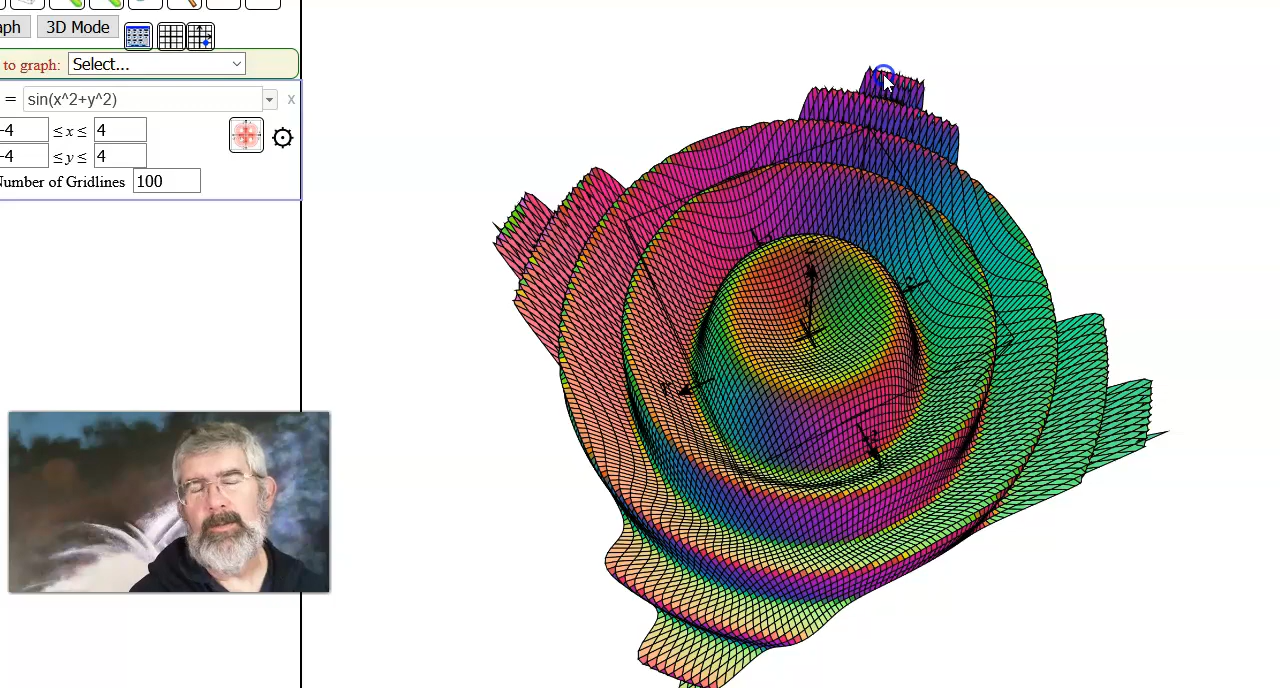 aph 3D Mode
to graph: Select...
= sin(x^2+y^2) x
-4 ≤ x ≤ 4
-4 ≤ y ≤ 4
Number of Gridlines 100